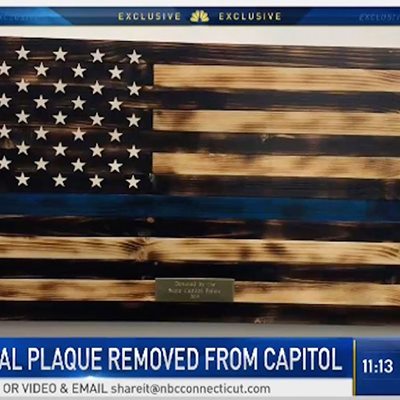 EXCLUSIVE EXCLUSIVE
AL PLAQUE REMOVED FROM CAPITOL
11:13
OR VIDEO & EMAIL shareit@nbcconnecticut.com